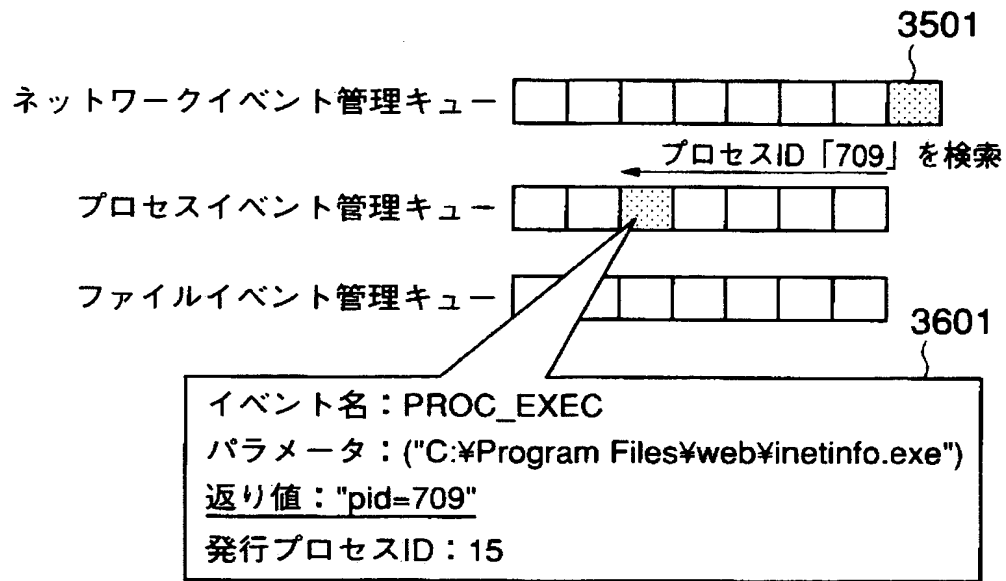 3501
ネットワークイベント管理キュー
プロセスID「709」を検索
プロセスイベント管理キュー
ファイルイベント管理キュー
3601
イベント名：PROC_EXEC
パラメータ：("C:¥Program Files¥web¥inetinfo.exe")
返り値："pid=709"
発行プロセスID：15